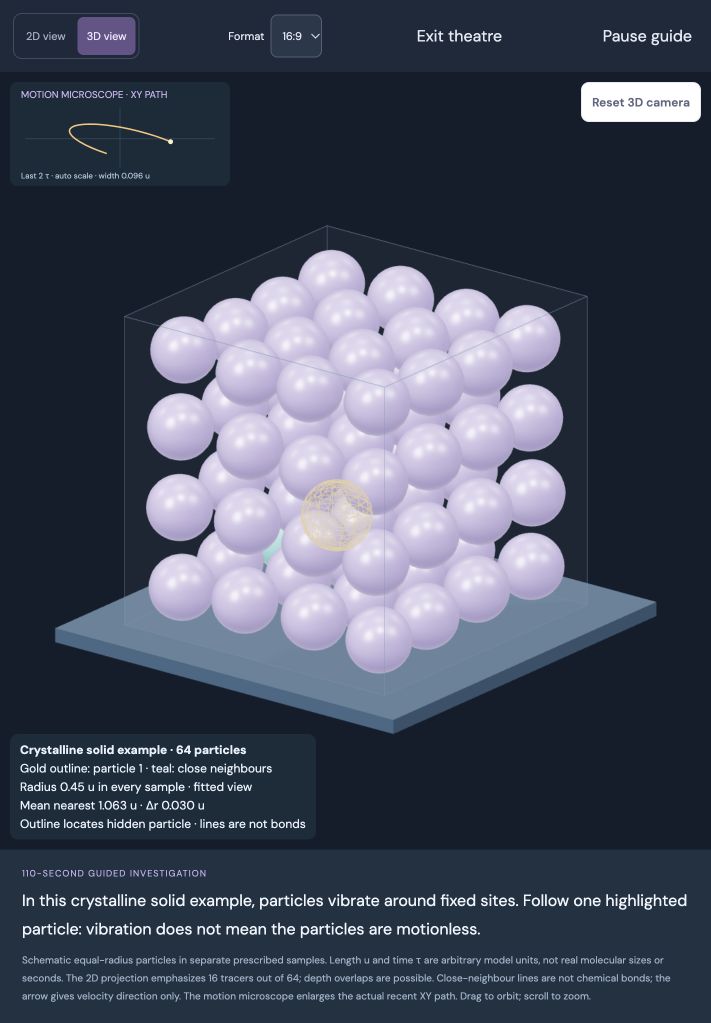 2D view 3D view Format 16:9 Exit theatre Pause guide
MOTION MICROSCOPE · XY PATH
Reset 3D camera
Last 2 τ · auto scale · width 0.096 u
Crystalline solid example · 64 particles
Gold outline: particle 1 · teal: close neighbours
Radius 0.45 u in every sample · fitted view
Mean nearest 1.063 u · Δr 0.030 u
Outline locates hidden particle · lines are not bonds
110-SECOND GUIDED INVESTIGATION
In this crystalline solid example, particles vibrate around fixed sites. Follow one highlighted
particle: vibration does not mean the particles are motionless.
Schematic equal-radius particles in separate prescribed samples. Length u and time τ are arbitrary model units, not real molecular sizes or
seconds. The 2D projection emphasizes 16 tracers out of 64; depth overlaps are possible. Close-neighbour lines are not chemical bonds; the
arrow gives velocity direction only. The motion microscope enlarges the actual recent XY path. Drag to orbit; scroll to zoom.